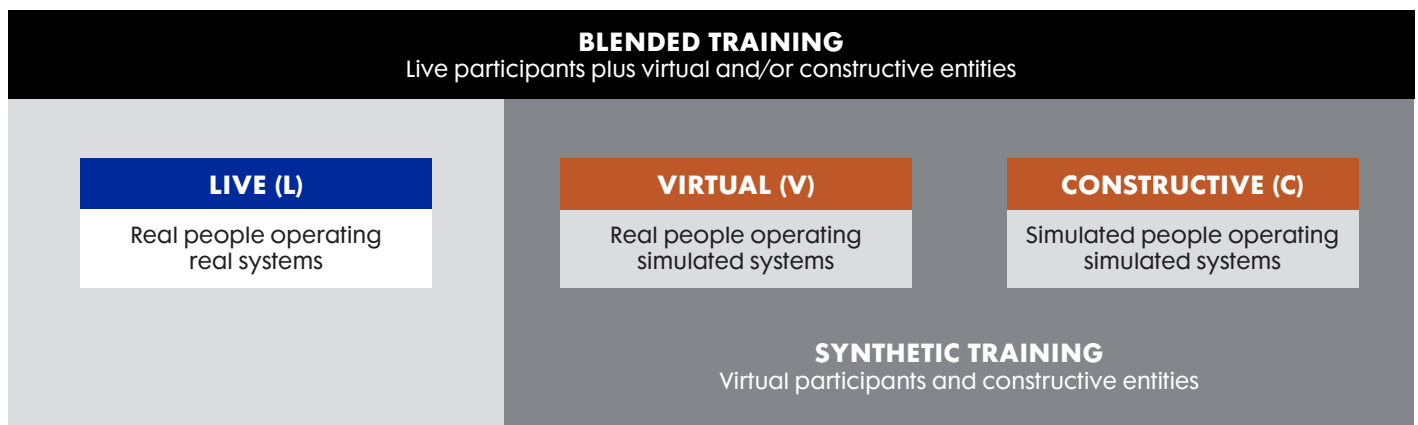 BLENDED TRAINING
Live participants plus virtual and/or constructive entities
LIVE (L)
Real people operating
real systems
VIRTUAL (V)
Real people operating
simulated systems
CONSTRUCTIVE (C)
Simulated people operating
simulated systems
SYNTHETIC TRAINING
Virtual participants and constructive entities